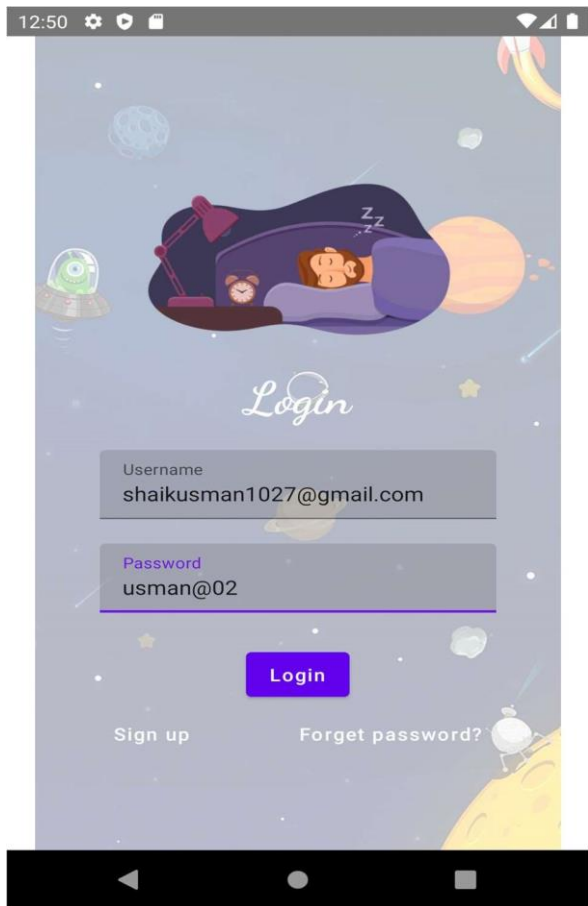 12:50
Z
Z
Z
Login
Username
shaikusman1027@gmail.com
Password
usman@02
Login
Sign up
Forget password?